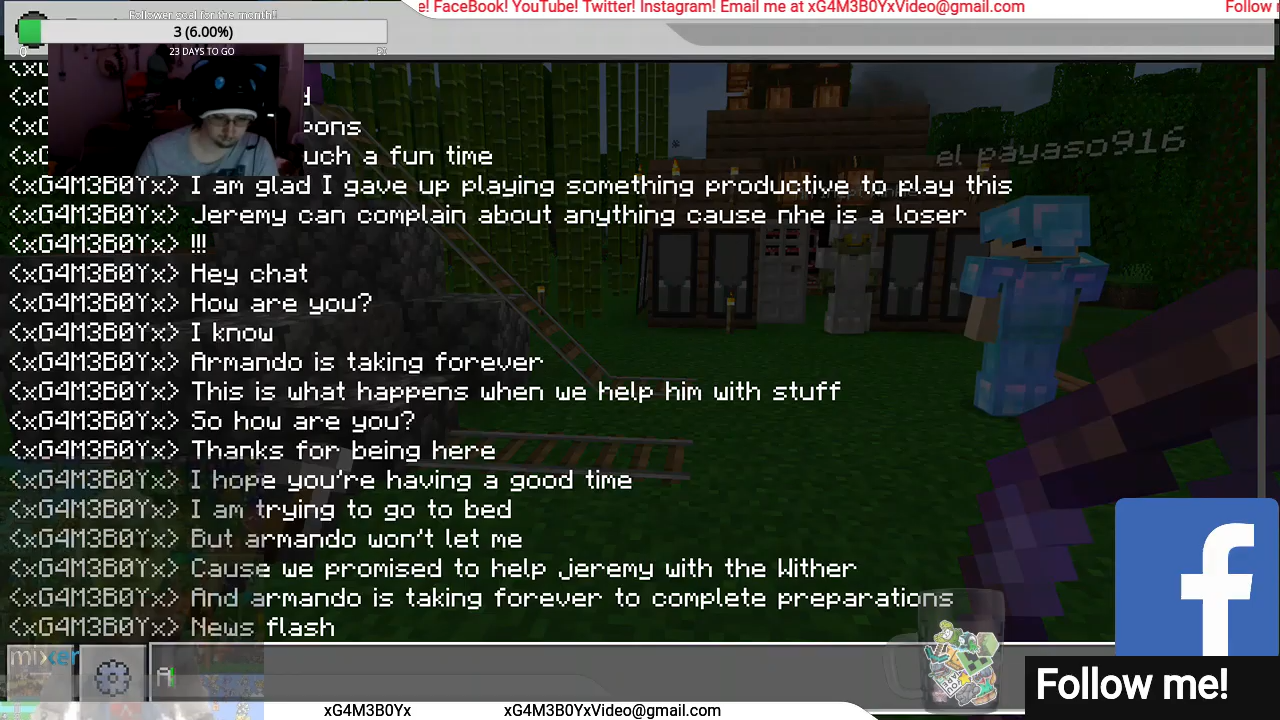 Follower goal for the month!!
3 (6.00%)
0
23 DAYS TO GO
e! FaceBook! YouTube! Twitter! Instagram! Email me at xG4M3B0YxVideo@gmail.com
Follow
el payaso916
pons
uch a fun time
<xG4M3B0Yx> I am glad I gave up playing something productive to play this
<xG4M3B0Yx> Jeremy can complain about anything cause nhe is a loser
<xG4M3B0Yx> !!!
<xG4M3B0Yx> Hey chat
<xG4M3B0Yx> How are you?
<xG4M3B0Yx> I know
<xG4M3B0Yx> Armando is taking forever
<xG4M3B0Yx> This is what happens when we help him with stuff
<xG4M3B0Yx> So how are you?
<xG4M3B0Yx> Thanks for being here
<xG4M3B0Yx> I hope you're having a good time
<xG4M3B0Yx> I am trying to go to bed
<xG4M3B0Yx> But armando won't let me
<xG4M3B0Yx> Cause we promised to help jeremy with the Wither
<xG4M3B0Yx> And armando is taking forever to complete preparations
<xG4M3B0Yx> News flash
mixer
A
Follow me!
xG4M3B0Yx
xG4M3B0YxVideo@gmail.com